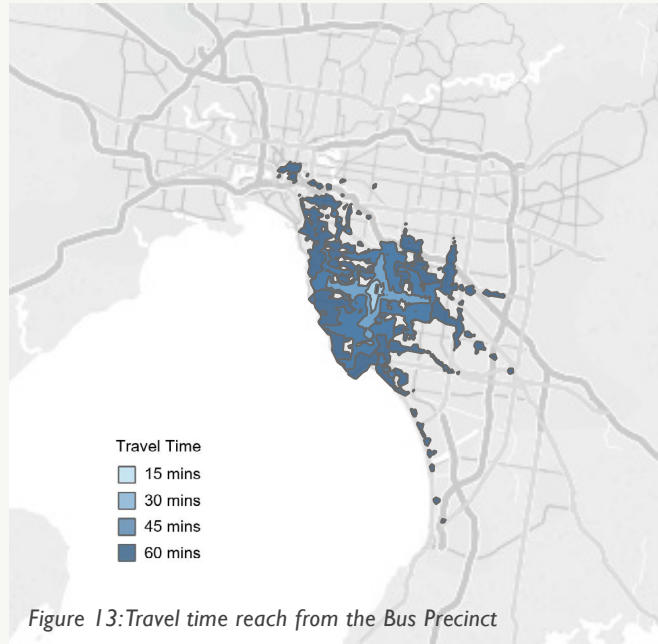 Travel Time
15 mins
30 mins
45 mins
60 mins
Figure 13:Travel time reach from the Bus Precinct